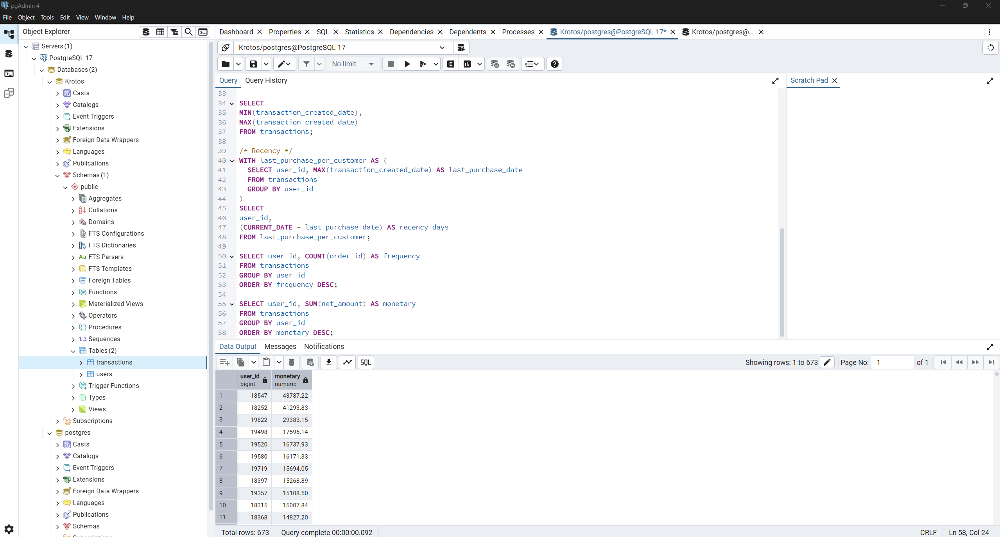 pgAdmin 4
File Object Tools Edit View Window Help
Object Explorer
Dashboard Properties SQL Statistics Dependencies Dependents Processes Krotos/postgres@PostgreSQL 17* Krotos/postgres@...
Servers (1)
PostgreSQL 17
Databases (2)
Krotos
Casts
Catalogs
Event Triggers
Extensions
Foreign Data Wrappers
Languages
Publications
Schemas (1)
public
Aggregates
Collations
Domains
FTS Configurations
FTS Dictionaries
Aa FTS Parsers
FTS Templates
Foreign Tables
Functions
Materialized Views
Operators
Procedures
1..3 Sequences
Tables (2)
transactions
users
Trigger Functions
Types
Views
Subscriptions
postgres
Casts
Catalogs
Event Triggers
Extensions
Foreign Data Wrappers
Languages
Publications
Schemas
Krotos/postgres@PostgreSQL 17
No limit E
Query Query History
Scratch Pad
33
34 SELECT
35 MIN(transaction_created_date),
36 MAX(transaction_created_date)
37 FROM transactions;
38
39 /* Recency */
40 WITH last_purchase_per_customer AS (
41 SELECT user_id, MAX(transaction_created_date) AS last_purchase_date
42 FROM transactions
43 GROUP BY user_id
44 )
45 SELECT
46 user_id,
47 (CURRENT_DATE - last_purchase_date) AS recency_days
48 FROM last_purchase_per_customer;
49
50 SELECT user_id, COUNT(order_id) AS frequency
51 FROM transactions
52 GROUP BY user_id
53 ORDER BY frequency DESC;
54
55 SELECT user_id, SUM(net_amount) AS monetary
56 FROM transactions
57 GROUP BY user_id
58 ORDER BY monetary DESC;
Data Output Messages Notifications
SQL Showing rows: 1 to 673 Page No: 1 of 1
user_id monetary
bigint numeric
1 18547 43787.22
2 18252 41293.83
3 19822 29383.15
4 19498 17596.14
5 19520 16737.93
6 19580 16171.33
7 19719 15694.05
8 18397 15268.89
9 19357 15108.50
10 18315 15007.84
11 18368 14827.20
Total rows: 673 Query complete 00:00:00.092 CRLF Ln 58, Col 24